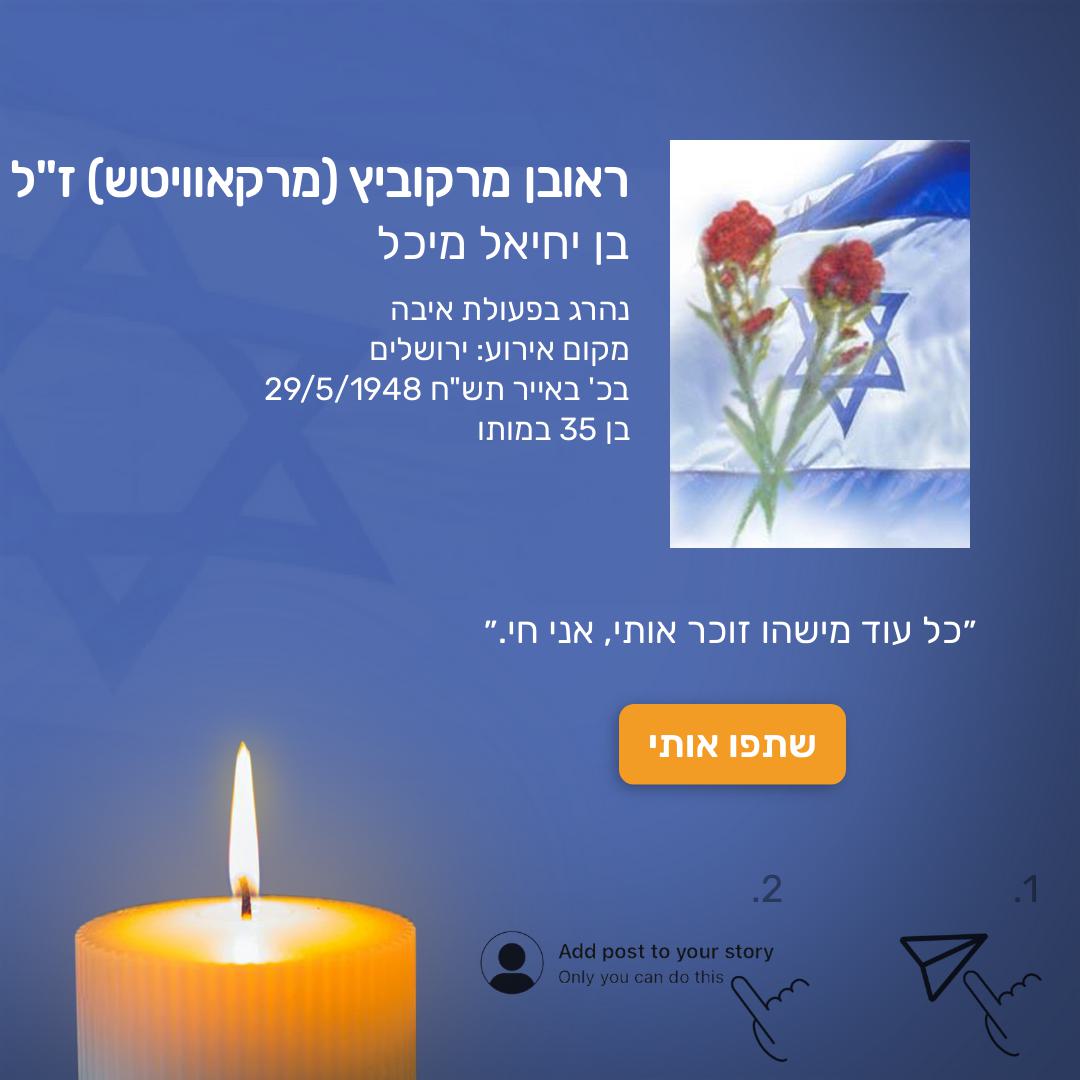 ראובן מרקוביץ (מרקאוויטש) ז"ל
בן יחיאל מיכל
נהרג בפעולת איבה
מקום אירוע: ירושלים
בכ' באייר תש"ח 29/5/1948
בן 35 במותו
״כל עוד מישהו זוכר אותי, אני חי.״
שתפו אותי
.1
.2
Add post to your story
Only you can do this